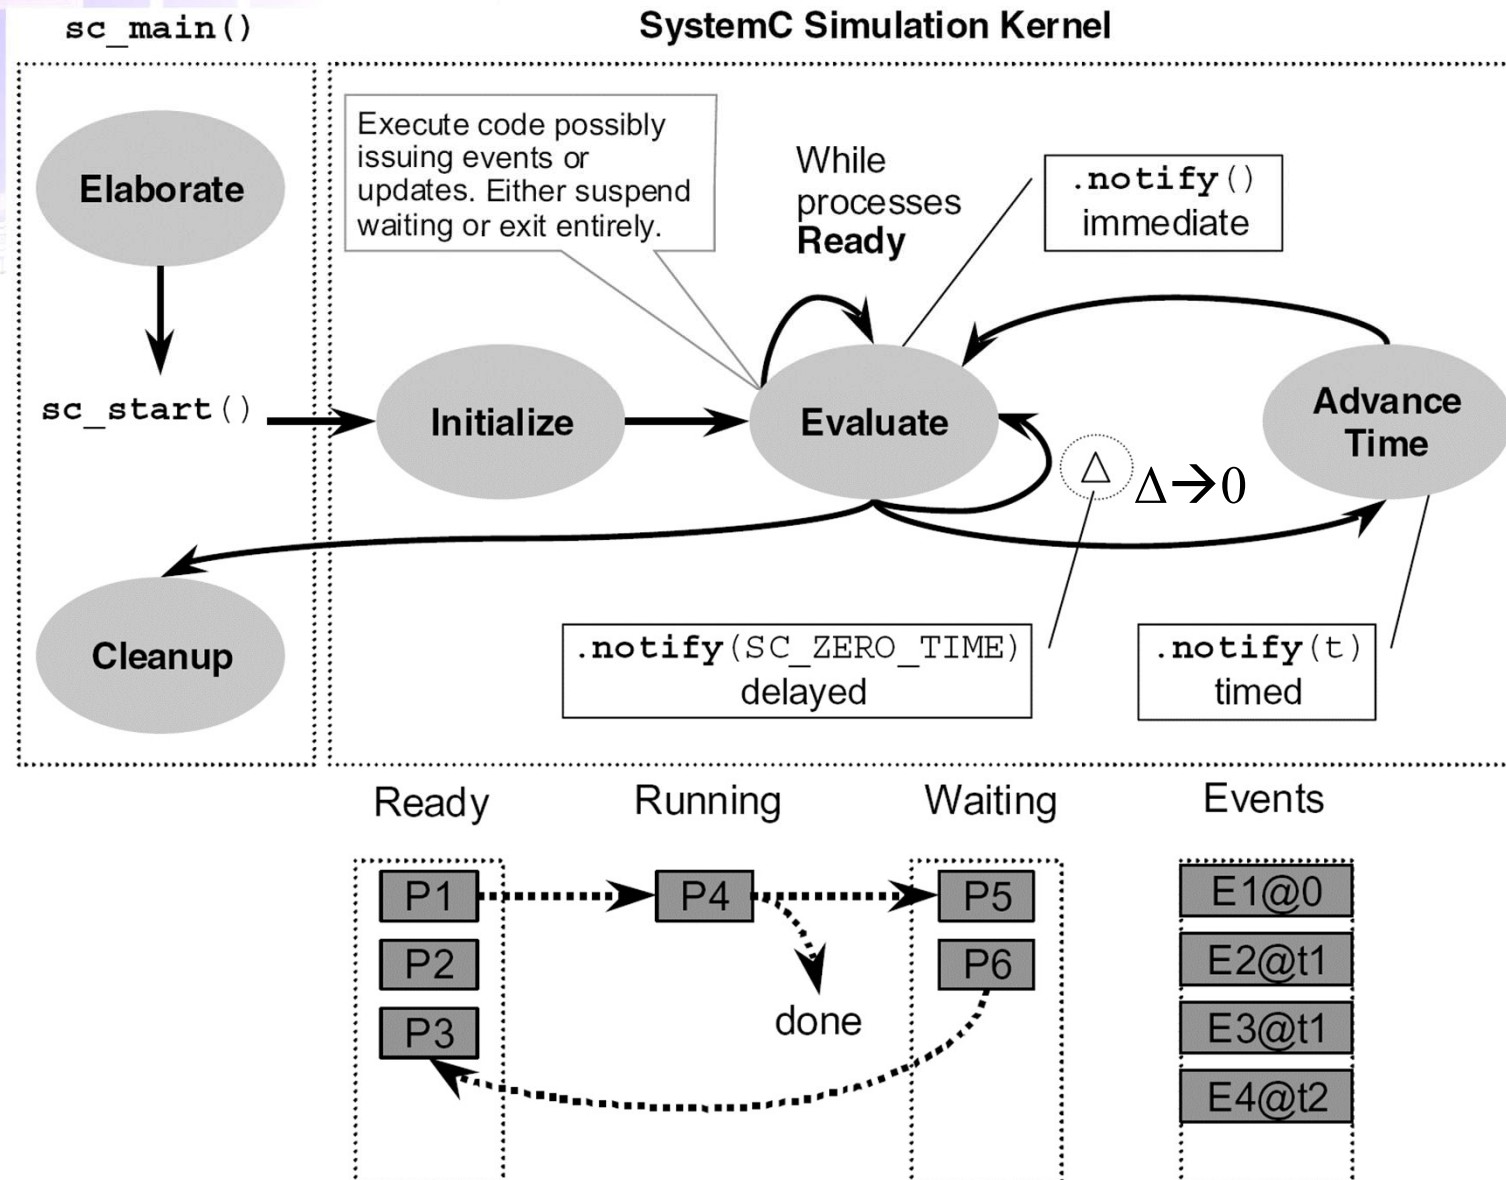 sc_main()
SystemC Simulation Kernel
Elaborate
sc_start()
Cleanup
Execute code possibly
issuing events or
updates. Either suspend
waiting or exit entirely.
While
processes
Ready
.notify()
immediate
Initialize
Evaluate
Advance
Time
Δ
Δ→0
.notify(SC_ZERO_TIME)
delayed
.notify(t)
timed
Ready
Running
Waiting
Events
P1
P4
P5
E1@0
P2
P6
E2@t1
P3
done
E3@t1
E4@t2